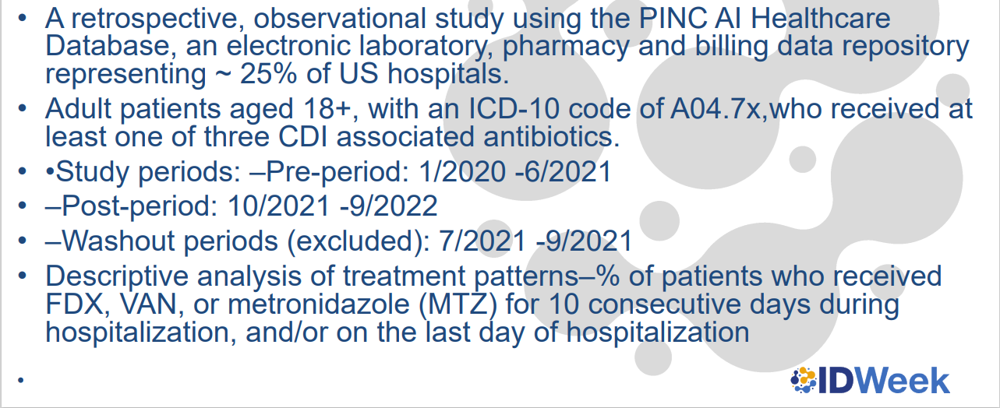 • A retrospective, observational study using the PINC AI Healthcare
Database, an electronic laboratory, pharmacy and billing data repository
representing ~ 25% of US hospitals.
• Adult patients aged 18+, with an ICD-10 code of A04.7x,who received at
least one of three CDI associated antibiotics.
• •Study periods: –Pre-period: 1/2020 -6/2021
• –Post-period: 10/2021 -9/2022
• –Washout periods (excluded): 7/2021 -9/2021
• Descriptive analysis of treatment patterns–% of patients who received
FDX, VAN, or metronidazole (MTZ) for 10 consecutive days during
hospitalization, and/or on the last day of hospitalization
•
IDWeek